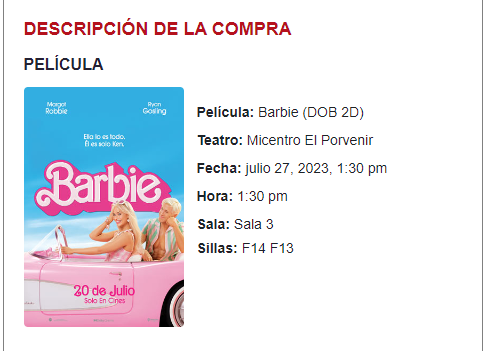 DESCRIPCIÓN DE LA COMPRA
PELÍCULA
Margot Robbie
Ryan Gosling
Ella lo es todo.
Él es solo Ken.
Barbie
20 de Julio
Solo En Cines
Película: Barbie (DOB 2D)
Teatro: Micentro El Porvenir
Fecha: julio 27, 2023, 1:30 pm
Hora: 1:30 pm
Sala: Sala 3
Sillas: F14 F13